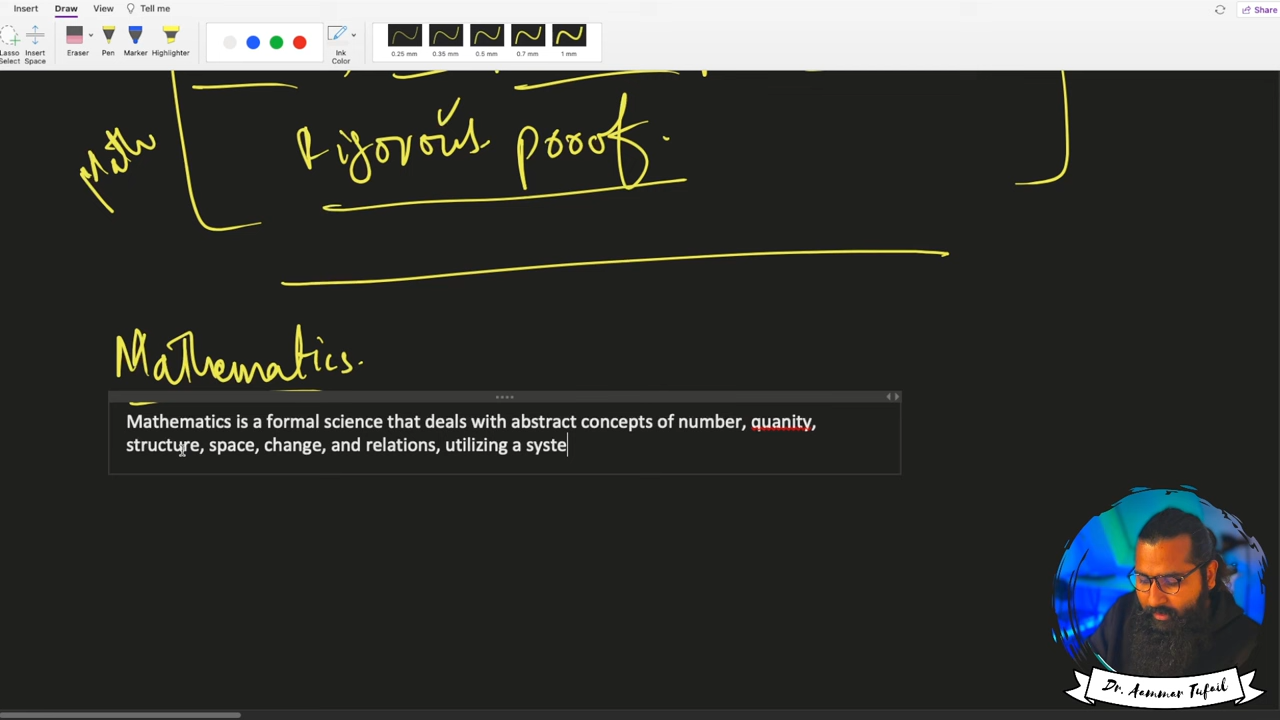 Insert Draw View Tell me
Share
Lasso Select
Insert Space
Eraser
Pen
Marker
Highlighter
Ink Color
0.25 mm
0.35 mm
0.5 mm
0.7 mm
1 mm
Math
Rigorous proof.
Mathematics.
Mathematics is a formal science that deals with abstract concepts of number, quanity,
structure, space, change, and relations, utilizing a syste
Dr. Aammar Tufail